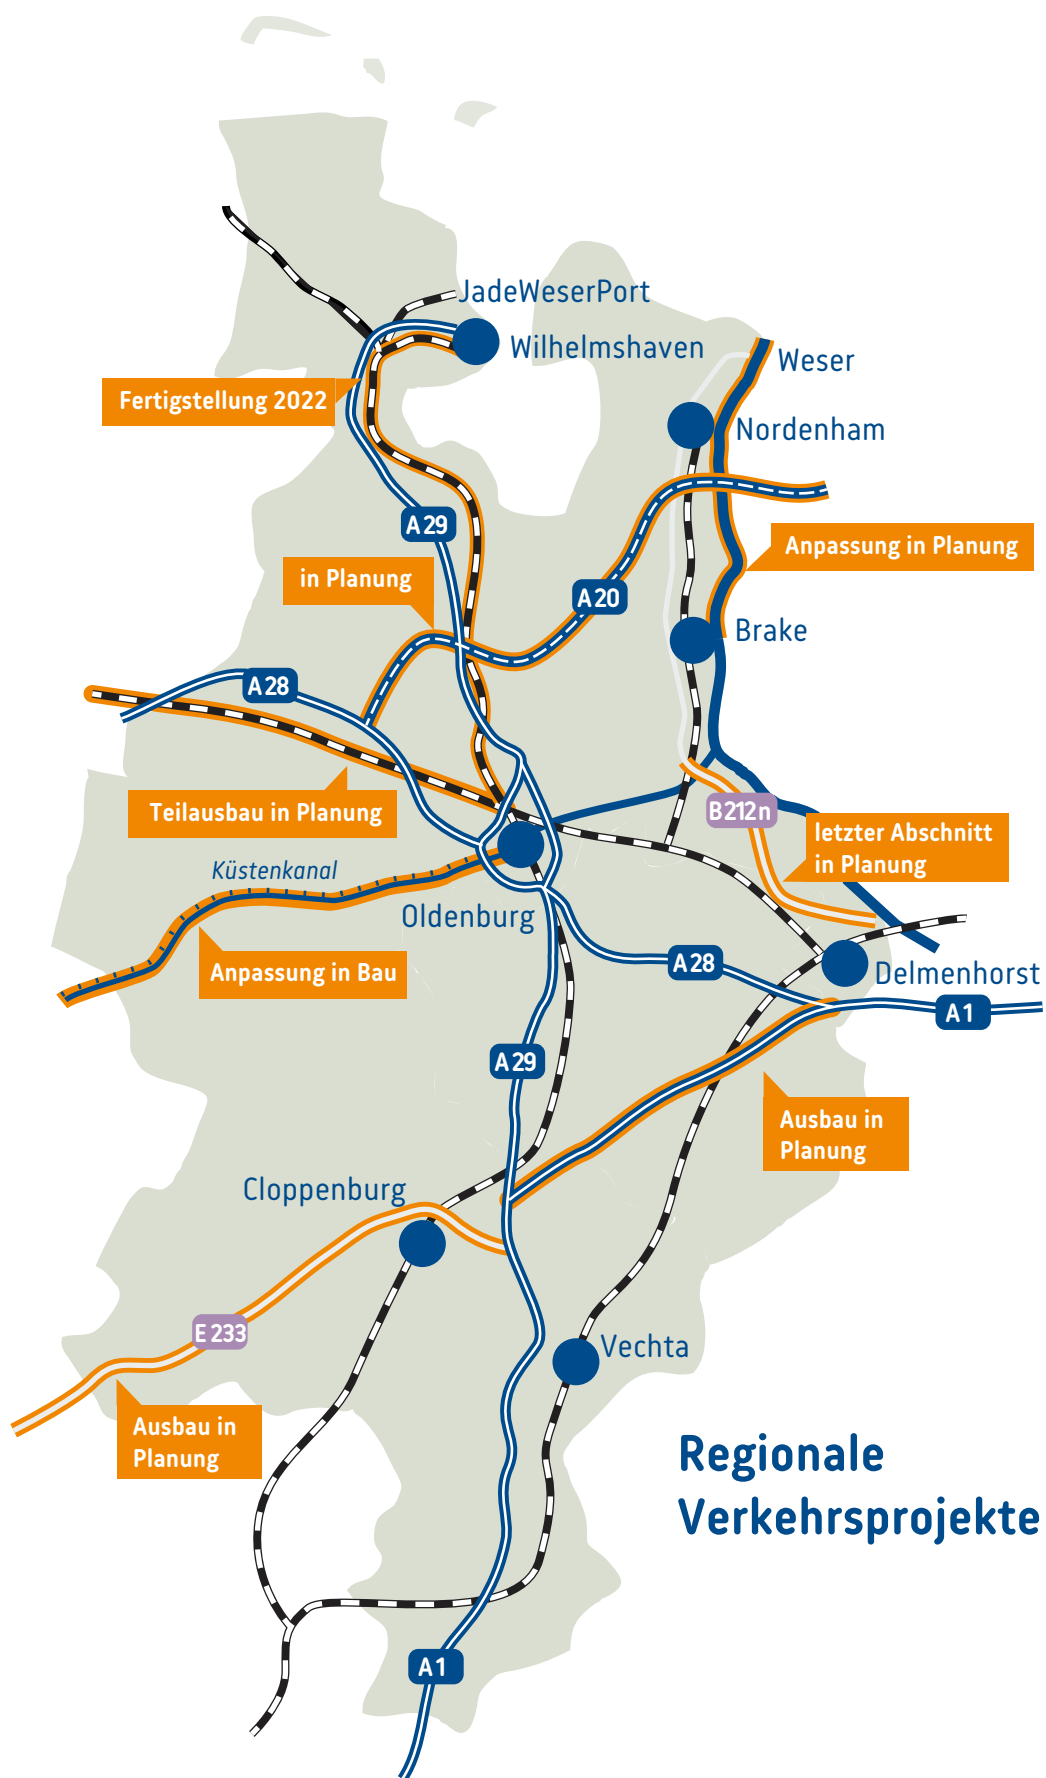 JadeWeserPort
Wilhelmshaven
Weser
Fertigstellung 2022
Nordenham
A 29
Anpassung in Planung
in Planung
A 20
Brake
A 28
Teilausbau in Planung
B212n
letzter Abschnitt
in Planung
Küstenkanal
Oldenburg
Anpassung in Bau
A 28
Delmenhorst
A 1
A 29
Ausbau in
Planung
Cloppenburg
E 233
Vechta
Ausbau in
Planung
Regionale
Verkehrsprojekte
A 1